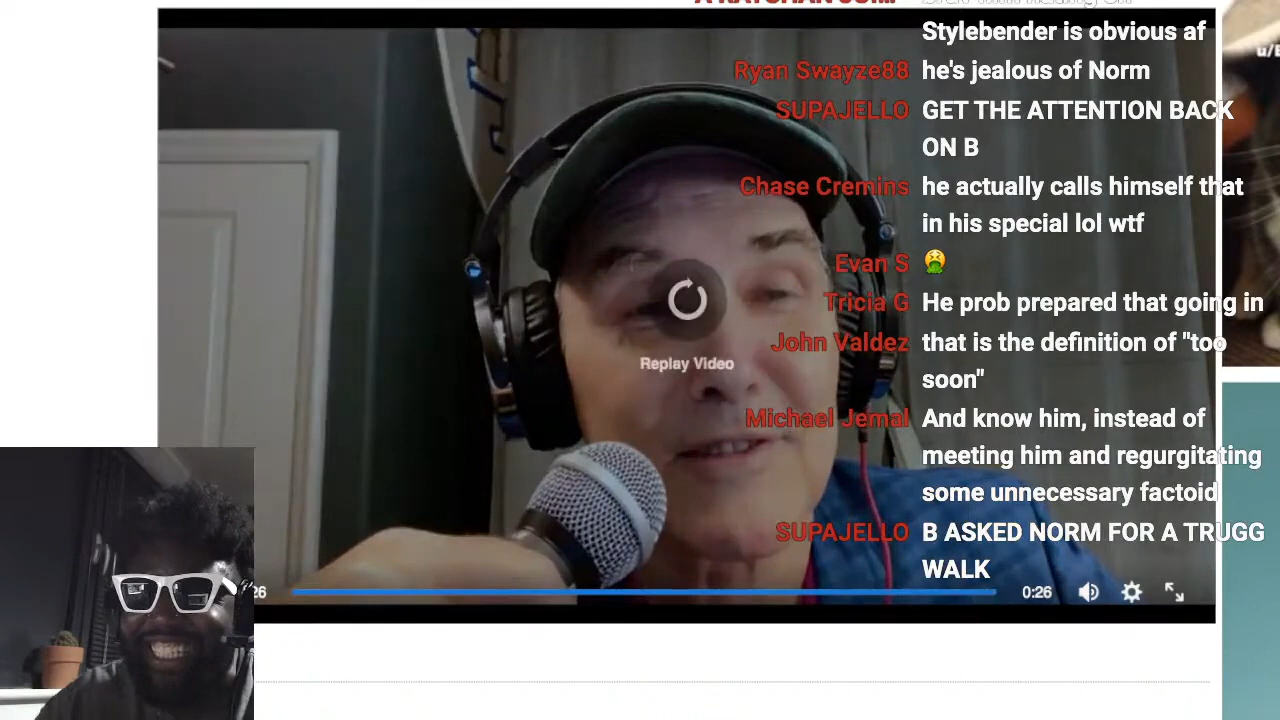 Stylebender is obvious af
Ryan Swayze88 he's jealous of Norm
SUPAJELLO GET THE ATTENTION BACK
ON B
Chase Cremins he actually calls himself that
in his special lol wtf
Evan S 🤮
Tricia G He prob prepared that going in
John Valdez that is the definition of "too
soon"
Replay Video
Michael Jemal And know him, instead of
meeting him and regurgitating
some unnecessary factoid
SUPAJELLO B ASKED NORM FOR A TRUGG
WALK
26
0:26
u/